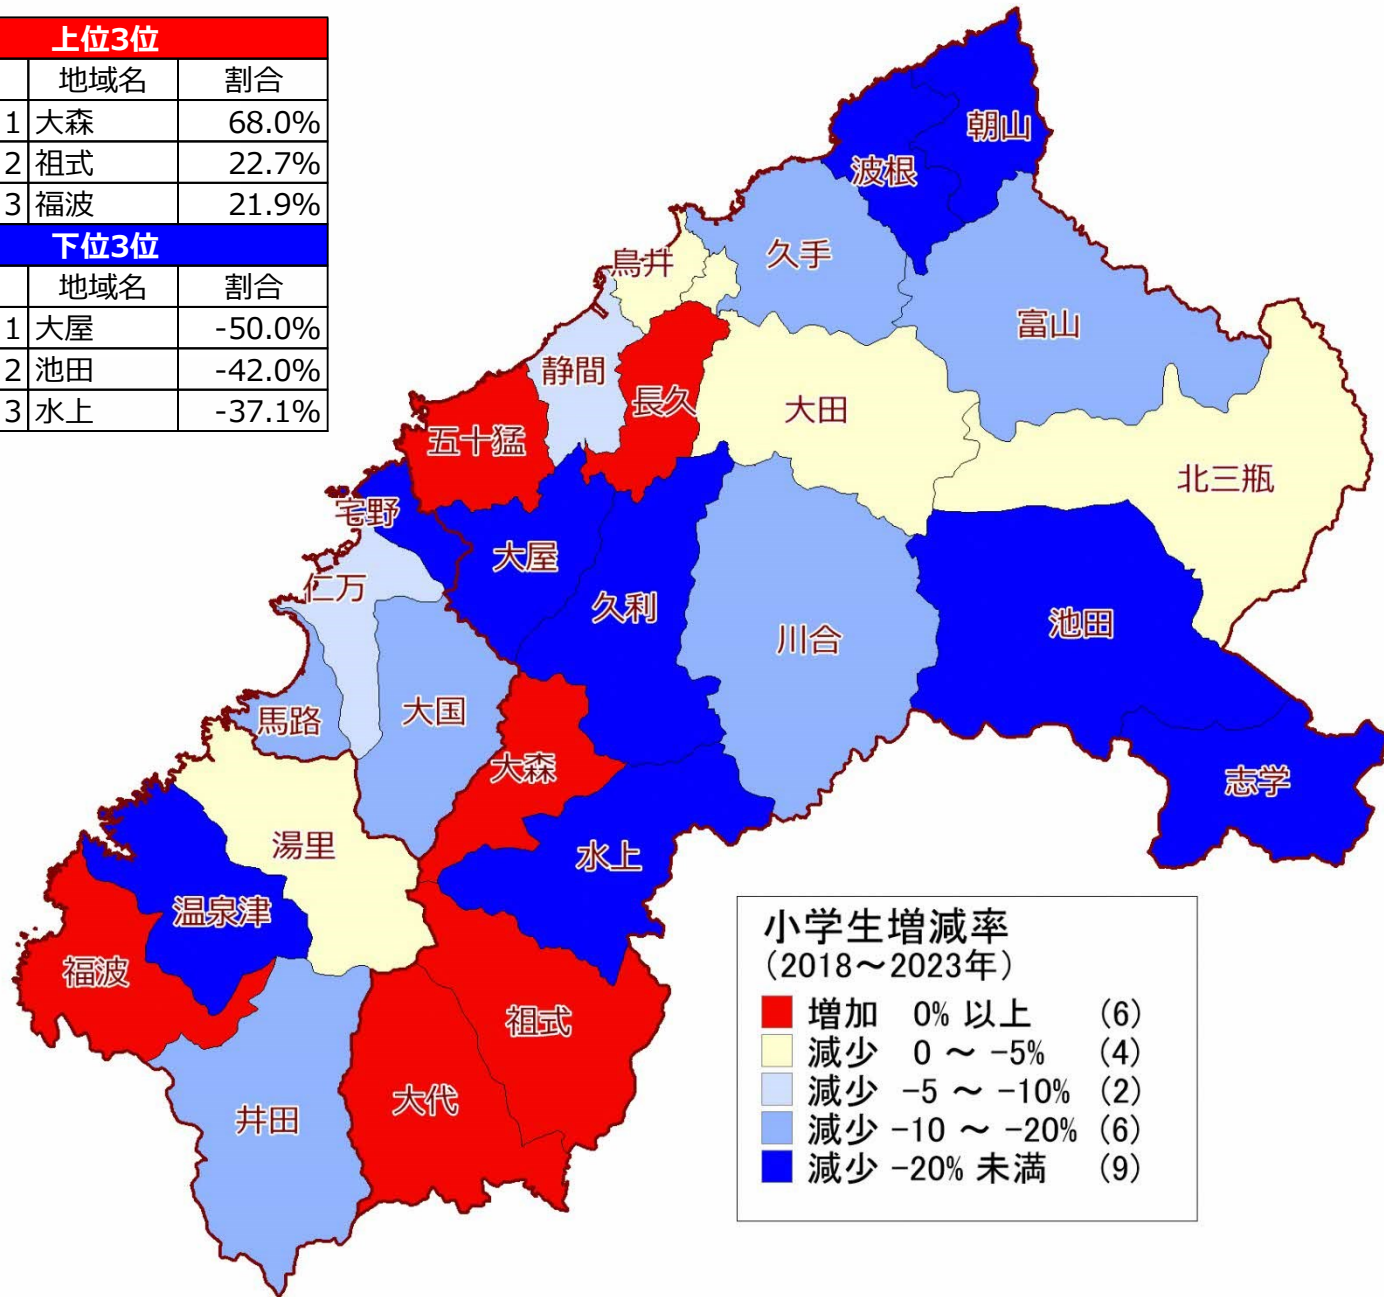 上位3位
地域名 割合
1 大森 68.0%
2 祖式 22.7%
3 福波 21.9%
下位3位
地域名 割合
1 大屋 -50.0%
2 池田 -42.0%
3 水上 -37.1%
朝山
波根
久手
鳥井
富山
静間
長久
大田
五十猛
北三瓶
宅野
大屋
仁万
久利
池田
川合
馬路
大国
大森
志学
湯里
水上
温泉津
福波
祖式
大代
井田
小学生増減率
(2018～2023年)
増加 0% 以上 (6)
減少 0 ～ -5% (4)
減少 -5 ～ -10% (2)
減少 -10 ～ -20% (6)
減少 -20% 未満 (9)